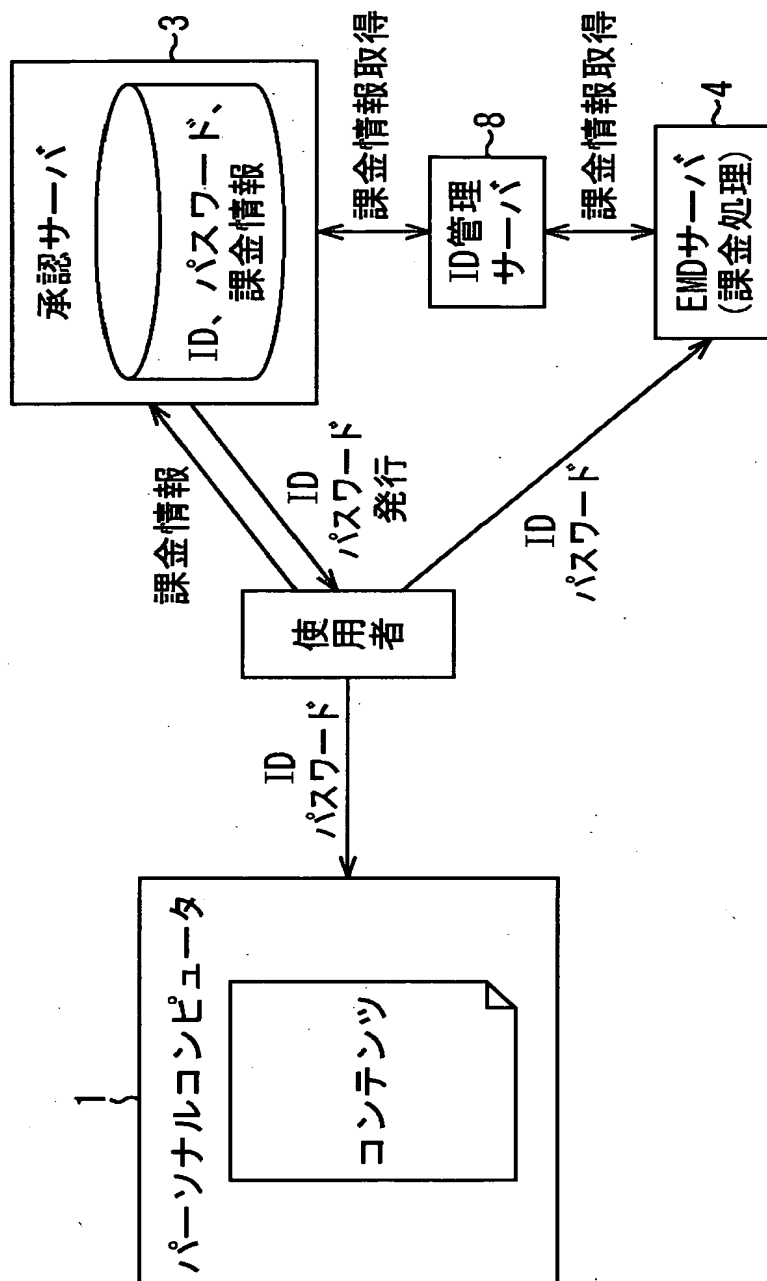 1
パーソナルコンピュータ
コンテンツ
ID
パスワード
使用者
課金情報
ID
パスワード
発行
ID
パスワード
3
承認サーバ
ID、パスワード、
課金情報
課金情報取得
8
ID管理
サーバ
課金情報取得
4
EMDサーバ
(課金処理)